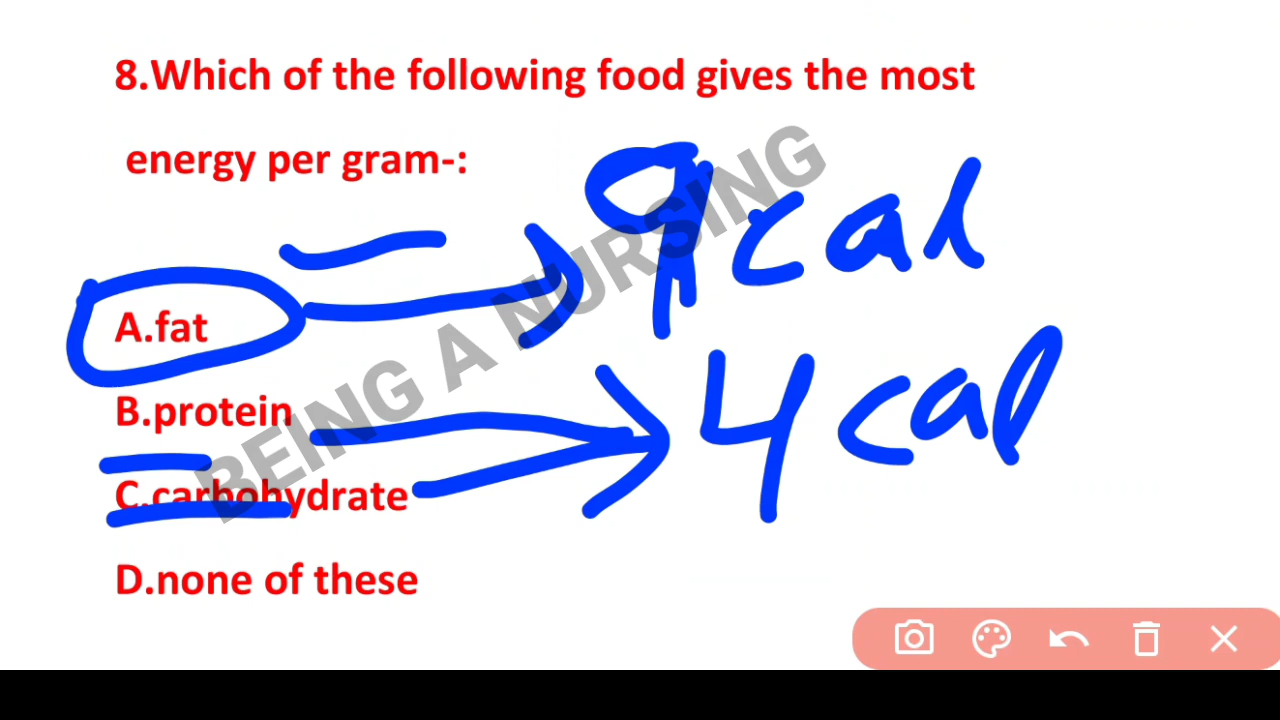 8.Which of the following food gives the most
energy per gram-:
9 cal
A.fat
4 cal
B.protein
C.carbohydrate
D.none of these
BEING A NURSING